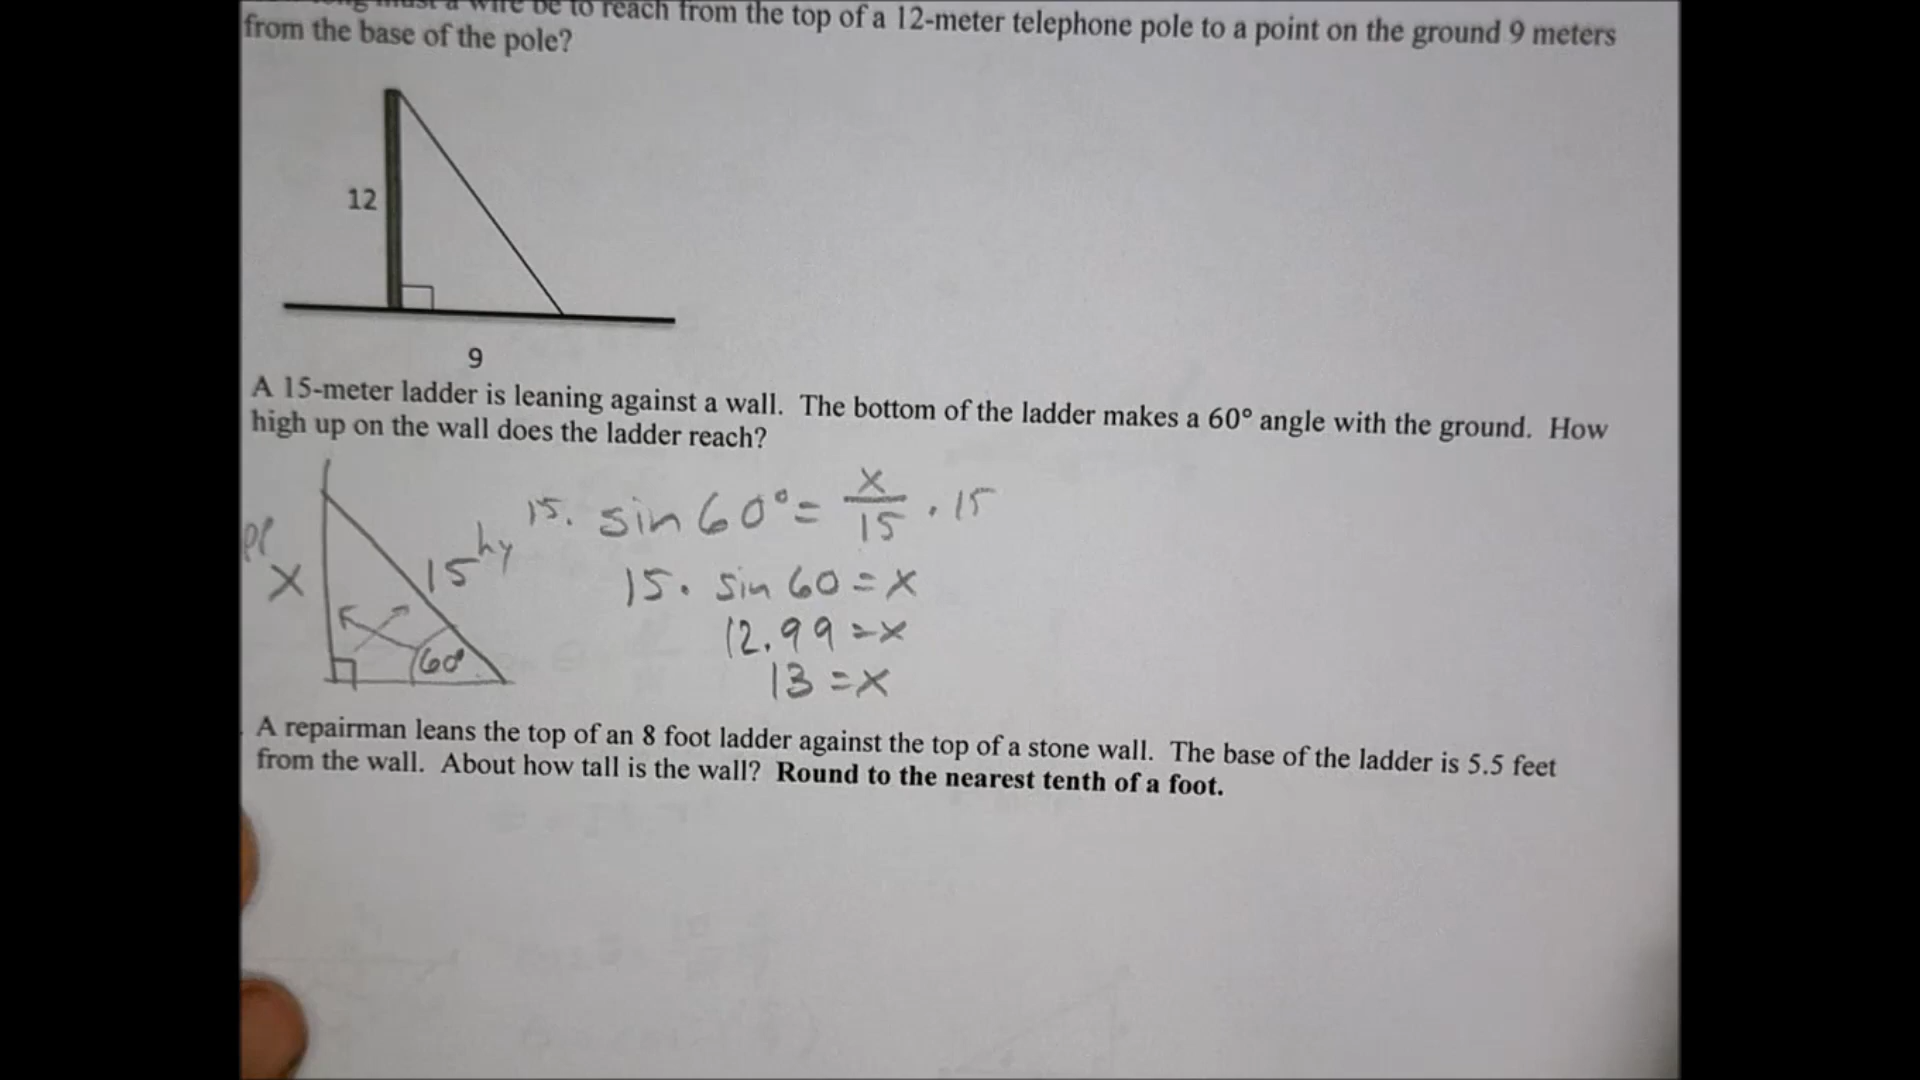 must a wire be to reach from the top of a 12-meter telephone pole to a point on the ground 9 meters
from the base of the pole?
12
9
A 15-meter ladder is leaning against a wall. The bottom of the ladder makes a 60° angle with the ground. How
high up on the wall does the ladder reach?
15 · sin 60° = x/15 · 15
x
15 hy
15 · sin 60 = x
12.99 = x
60°
13 = x
A repairman leans the top of an 8 foot ladder against the top of a stone wall. The base of the ladder is 5.5 feet
from the wall. About how tall is the wall? Round to the nearest tenth of a foot.